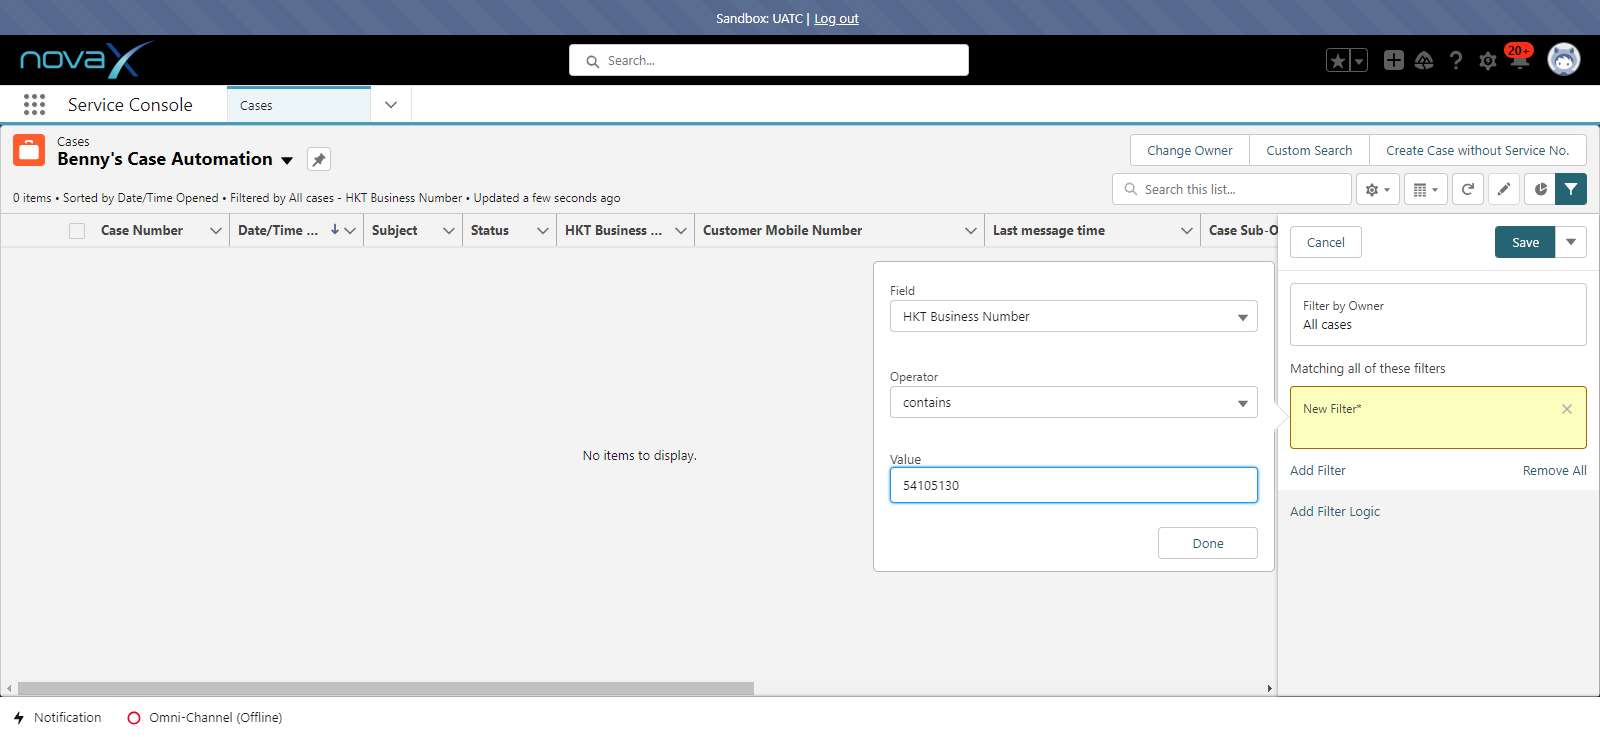 Sandbox: UATC | Log out
novaX
Search...
20+
Service Console
Cases
Cases
Benny's Case Automation
Change Owner
Custom Search
Create Case without Service No.
0 items • Sorted by Date/Time Opened • Filtered by All cases - HKT Business Number • Updated a few seconds ago
Search this list...
Case Number
Date/Time ...
Subject
Status
HKT Business ...
Customer Mobile Number
Last message time
Case Sub-O
Cancel
Save
Field
HKT Business Number
Operator
contains
Value
54105130
Done
Filter by Owner
All cases
Matching all of these filters
New Filter*
Add Filter
Remove All
Add Filter Logic
No items to display.
Notification
Omni-Channel (Offline)